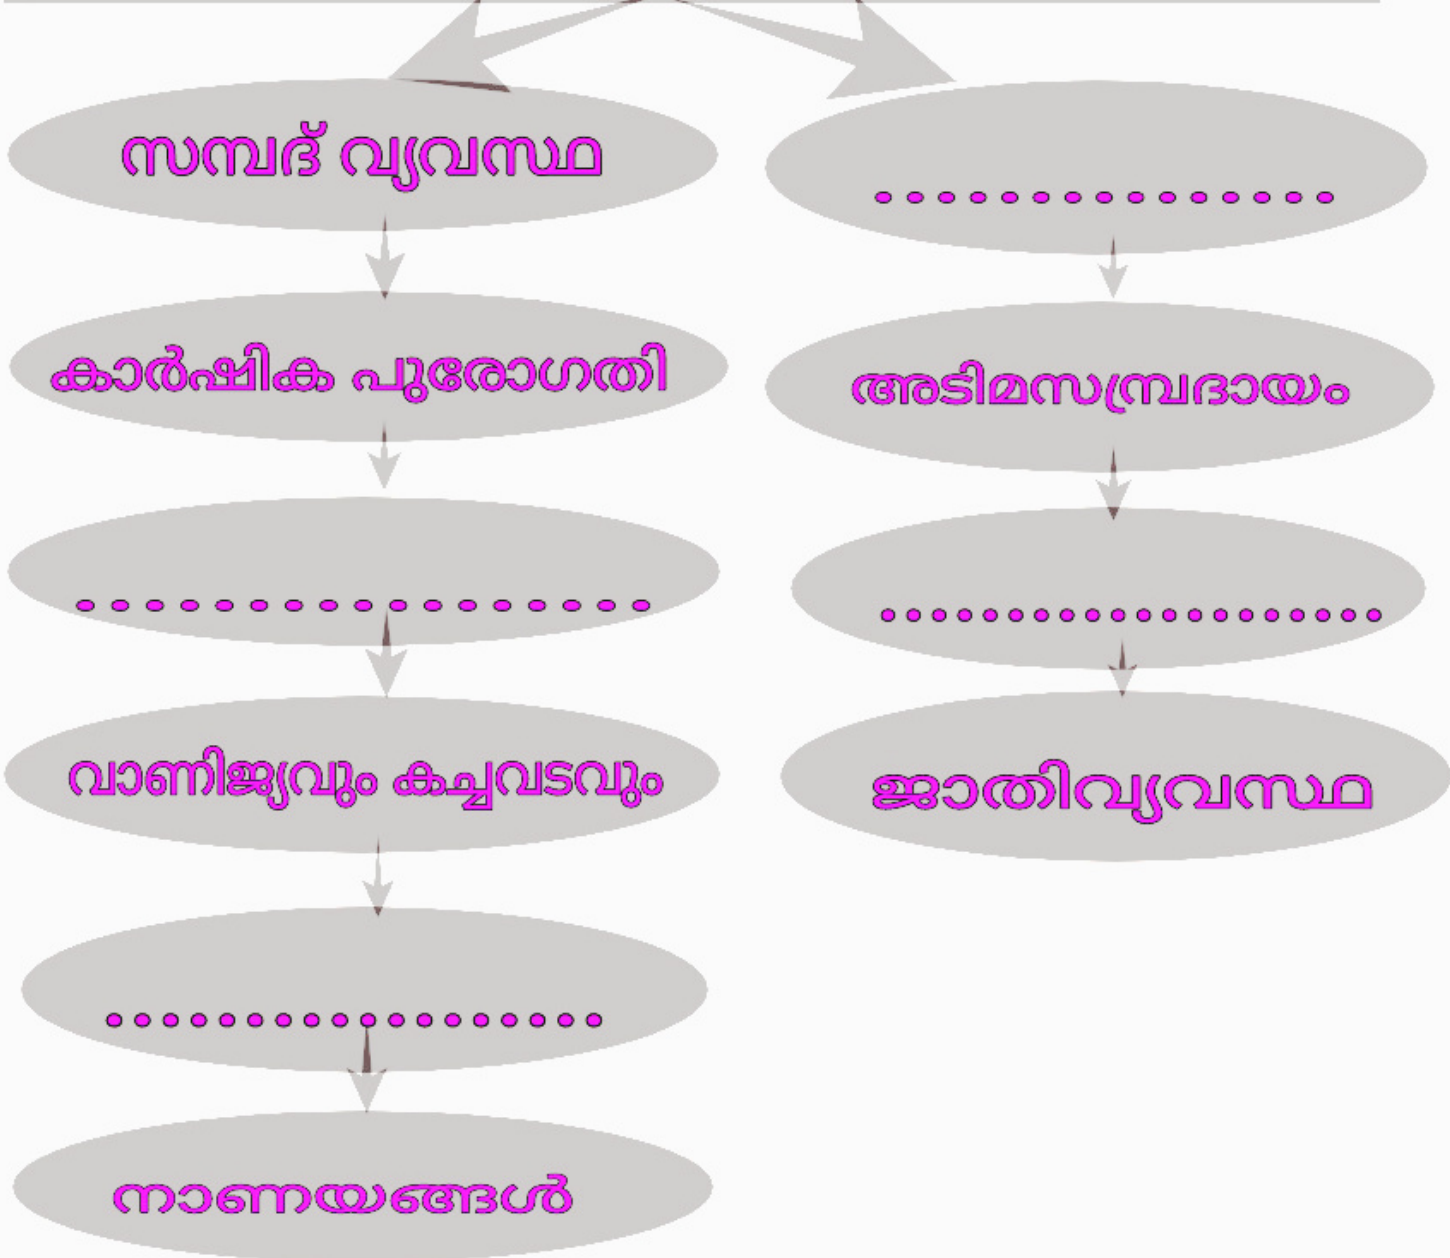 സമ്പദ് വ്യവസ്ഥ
................
കാർഷിക പുരോഗതി
അടിമസമ്പ്രദായം
.................
....................
വാണിജ്യവും കച്ചവടവും
ജാതിവ്യവസ്ഥ
..................
നാണയങ്ങൾ